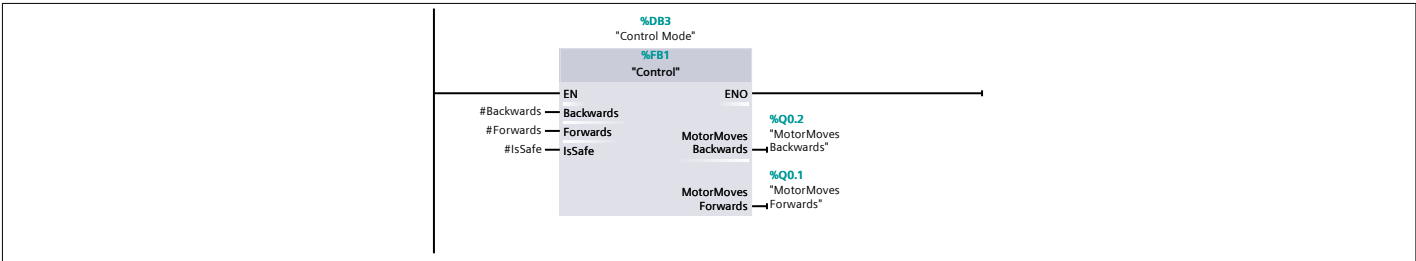 %DB3
"Control Mode"
%FB1
"Control"
EN
ENO
#Backwards
Backwards
#Forwards
Forwards
#IsSafe
IsSafe
MotorMoves
Backwards
%Q0.2
"MotorMoves
Backwards"
MotorMoves
Forwards
%Q0.1
"MotorMoves
Forwards"